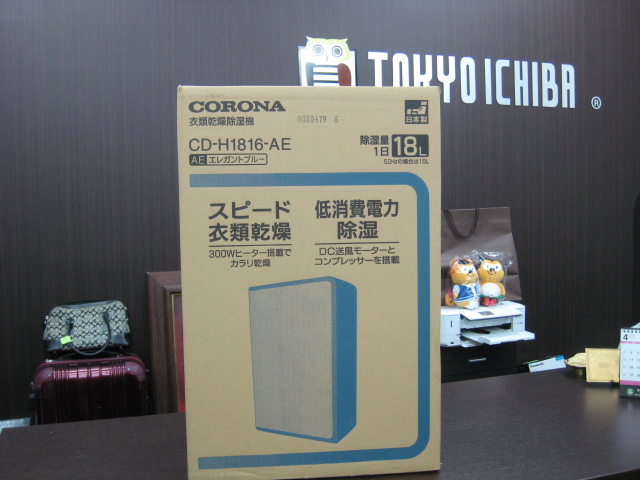 TOKYO ICHIBA ®
CORONA
衣類乾燥除湿機
日本製
CD-H1816-AE
AE エレガントブルー
除湿量
1日 18L
50Hzの場合は16L
スピード
衣類乾燥
300Wヒーター搭載で
カラリ乾燥
低消費電力
除湿
DC送風モーターと
コンプレッサーを搭載
4